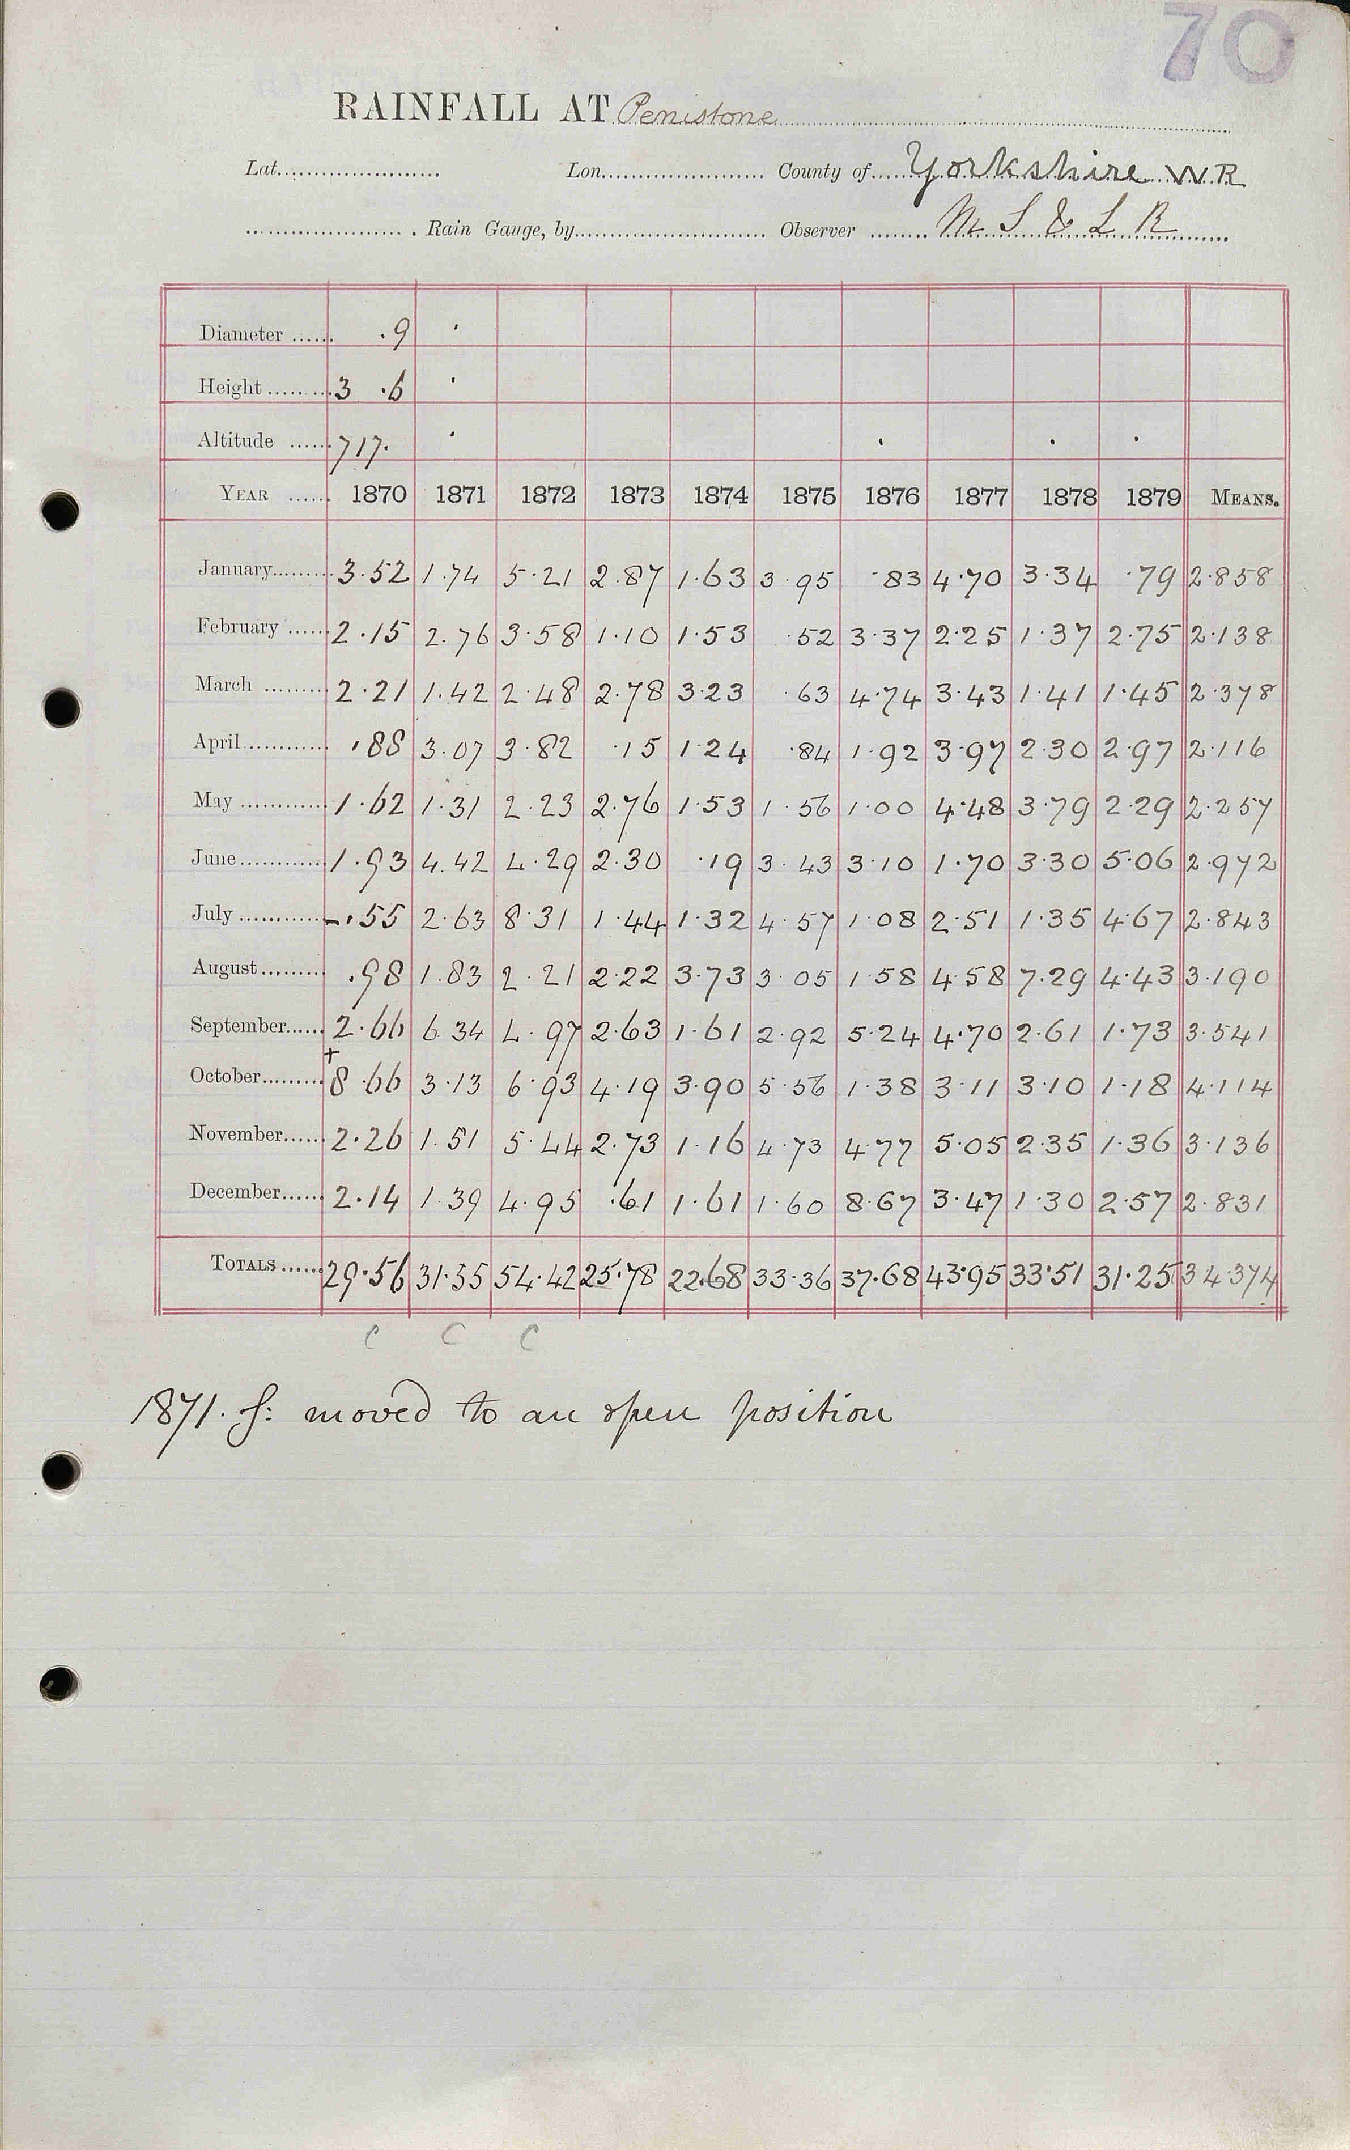 70
RAINFALL AT Penistone
Lat. Lon. County of Yorkshire W.R
Rain Gauge, by Observer M S & L R
Diameter .9
Height 3 .6
Altitude 717.
YEAR 1870 1871 1872 1873 1874 1875 1876 1877 1878 1879 MEANS.
January 3.52 1.74 5.21 2.87 1.63 3.95 .83 4.70 3.34 .79 2.858
February 2.15 2.76 3.58 1.10 1.53 .52 3.37 2.25 1.37 2.75 2.138
March 2.21 1.42 2.48 2.78 3.23 .63 4.74 3.43 1.41 1.45 2.378
April .88 3.07 3.82 .15 1.24 .84 1.92 3.97 2.30 2.97 2.116
May 1.62 1.31 2.23 2.76 1.53 1.56 1.00 4.48 3.79 2.29 2.257
June 1.93 4.42 4.29 2.30 .19 3.43 3.10 1.70 3.30 5.06 2.972
July -.55 2.63 8.31 1.44 1.32 4.57 1.08 2.51 1.35 4.67 2.843
August .98 1.83 2.21 2.22 3.73 3.05 1.58 4.58 7.29 4.43 3.190
September 2.66 6.34 4.97 2.63 1.61 2.92 5.24 4.70 2.61 1.73 3.541
October +8.66 3.13 6.93 4.19 3.90 5.56 1.38 3.11 3.10 1.18 4.114
November 2.26 1.51 5.44 2.73 1.16 4.73 4.77 5.05 2.35 1.36 3.136
December 2.14 1.39 4.95 .61 1.61 1.60 8.67 3.47 1.30 2.57 2.831
TOTALS 29.56 31.55 54.42 25.78 22.68 33.36 37.68 43.95 33.51 31.25 34.374
C C C
1871. moved to an open position